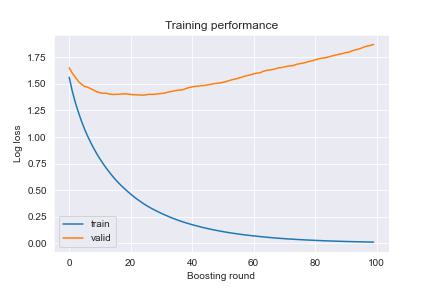 Training performance
1.75
1.50
1.25
1.00
0.75
0.50
0.25
0.00
Log loss
train
valid
0 20 40 60 80 100
Boosting round